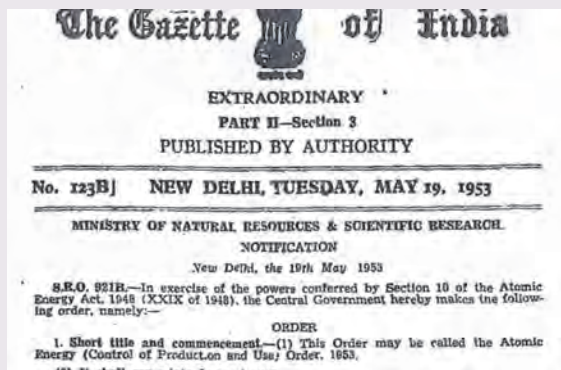 The Gazette of India
EXTRAORDINARY
PART II—Section 3
PUBLISHED BY AUTHORITY
No. 123B] NEW DELHI, TUESDAY, MAY 19, 1953
MINISTRY OF NATURAL RESOURCES & SCIENTIFIC RESEARCH
NOTIFICATION
New Delhi, the 19th May 1953
S.R.O. 921B.—In exercise of the powers conferred by Section 10 of the Atomic
Energy Act, 1948 (XXIX of 1948), the Central Government hereby makes the follow-
ing order, namely:—
ORDER
1. Short title and commencement.—(1) This Order may be called the Atomic
Energy (Control of Production and Use) Order, 1953.